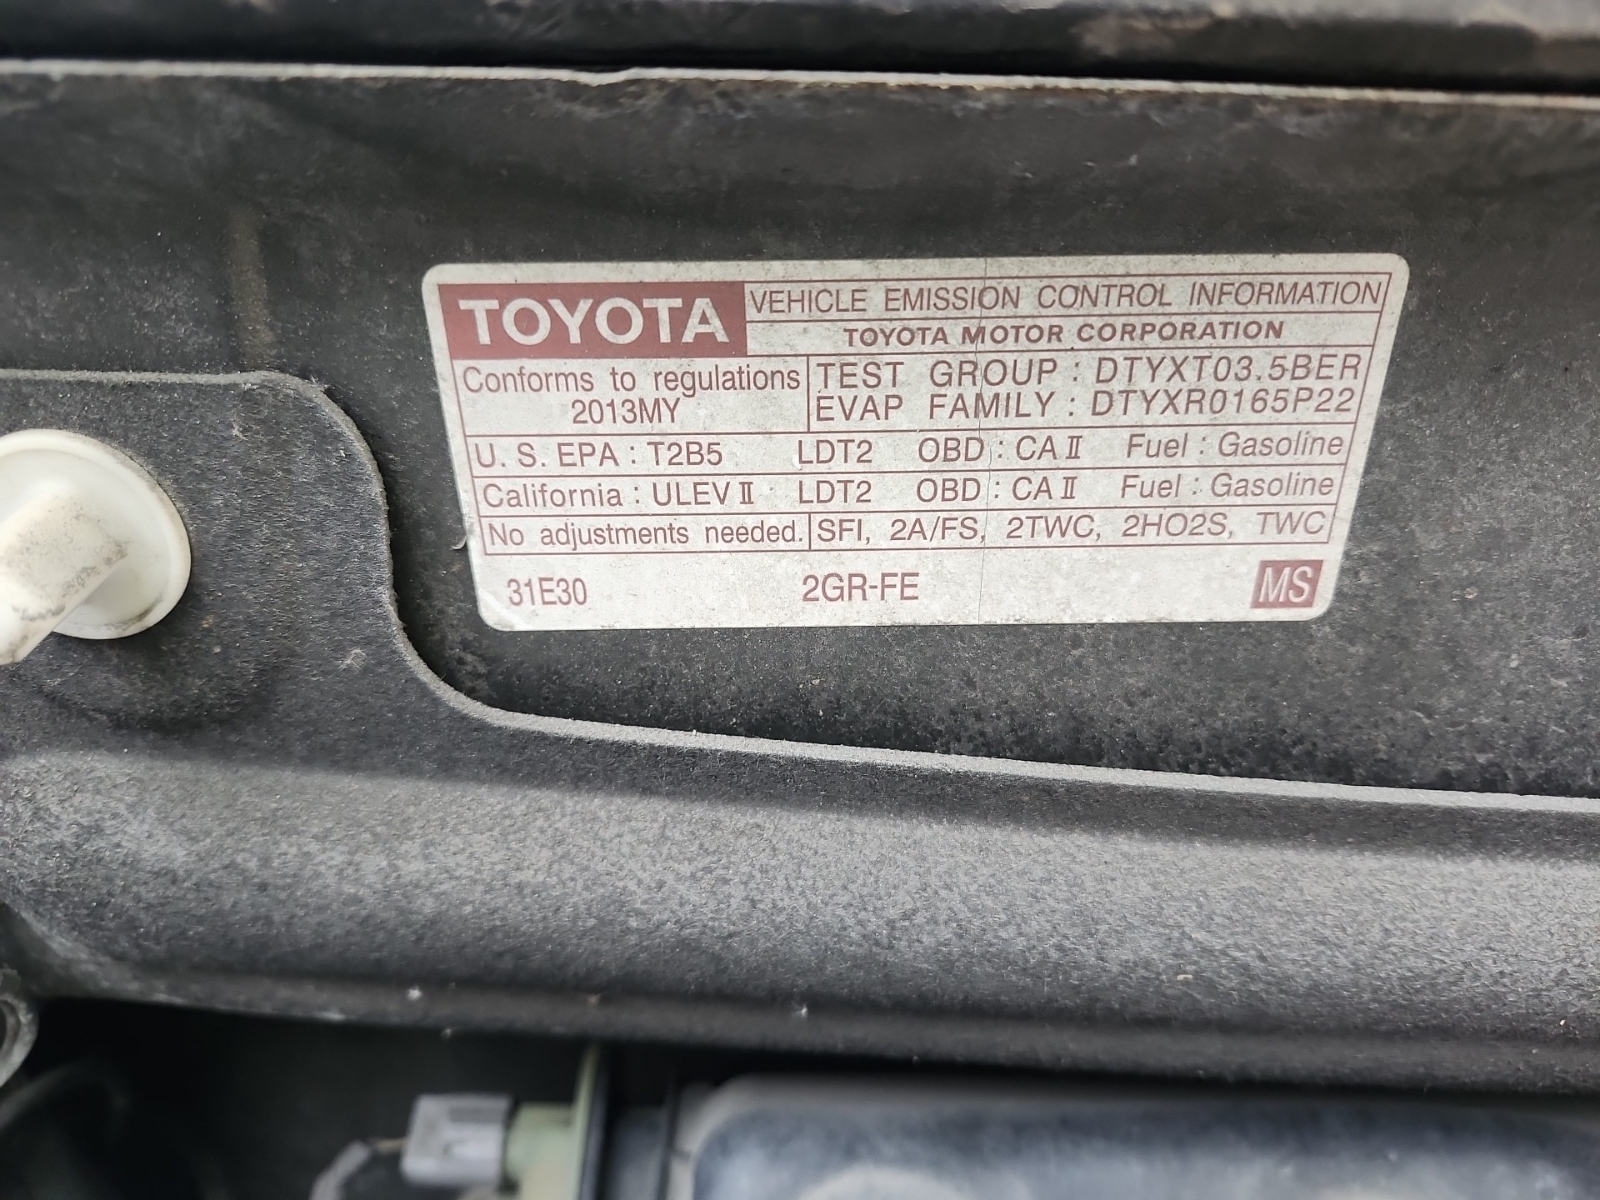 TOYOTA
VEHICLE EMISSION CONTROL INFORMATION
TOYOTA MOTOR CORPORATION
Conforms to regulations
2013MY
TEST GROUP : DTYXT03.5BER
EVAP FAMILY : DTYXR0165P22
U. S. EPA : T2B5 LDT2 OBD : CA II Fuel : Gasoline
California : ULEV II LDT2 OBD : CA II Fuel : Gasoline
No adjustments needed. SFI, 2A/FS, 2TWC, 2HO2S, TWC
31E30 2GR-FE MS